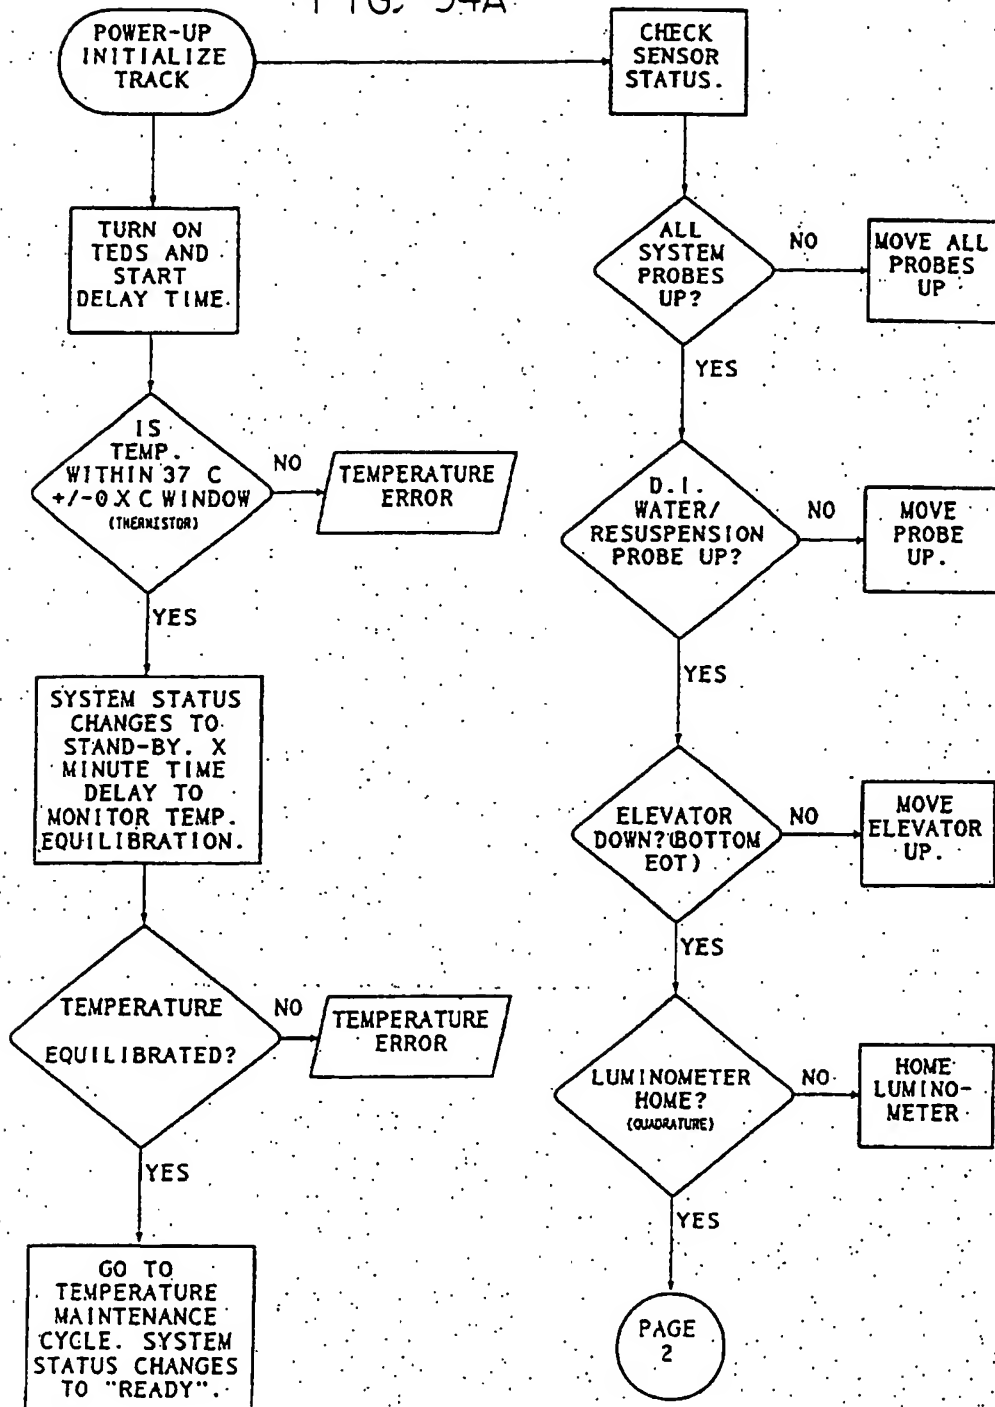 FIG. 54A
POWER-UP
INITIALIZE
TRACK
CHECK
SENSOR
STATUS.
TURN ON
TEDS AND
START
DELAY TIME.
ALL
SYSTEM
PROBES
UP?
NO
MOVE ALL
PROBES
UP
YES
IS
TEMP.
WITHIN 37 C
+/-0 X C WINDOW
(THERMISTOR)
NO
TEMPERATURE
ERROR
D.I.
WATER/
RESUSPENSION
PROBE UP?
NO
MOVE
PROBE
UP.
YES
YES
SYSTEM STATUS
CHANGES TO
STAND-BY. X
MINUTE TIME
DELAY TO
MONITOR TEMP.
EQUILIBRATION.
ELEVATOR
DOWN?(BOTTOM
EOT)
NO
MOVE
ELEVATOR
UP.
YES
TEMPERATURE
EQUILIBRATED?
NO
TEMPERATURE
ERROR
LUMINOMETER
HOME?
(QUADRATURE)
NO
HOME
LUMINO-
METER
YES
YES
GO TO
TEMPERATURE
MAINTENANCE
CYCLE. SYSTEM
STATUS CHANGES
TO "READY".
PAGE
2